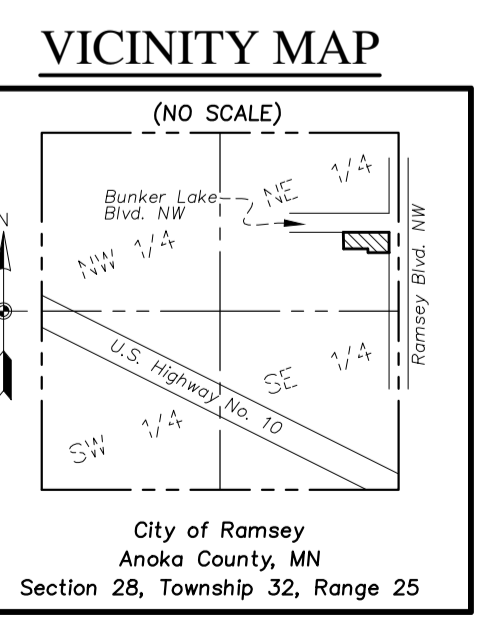 VICINITY MAP
(NO SCALE)
NE 1/4
Bunker Lake
Blvd. NW
NW 1/4
Ramsey Blvd. NW
N
U.S. Highway No. 10
SE 1/4
SW 1/4
City of Ramsey
Anoka County, MN
Section 28, Township 32, Range 25